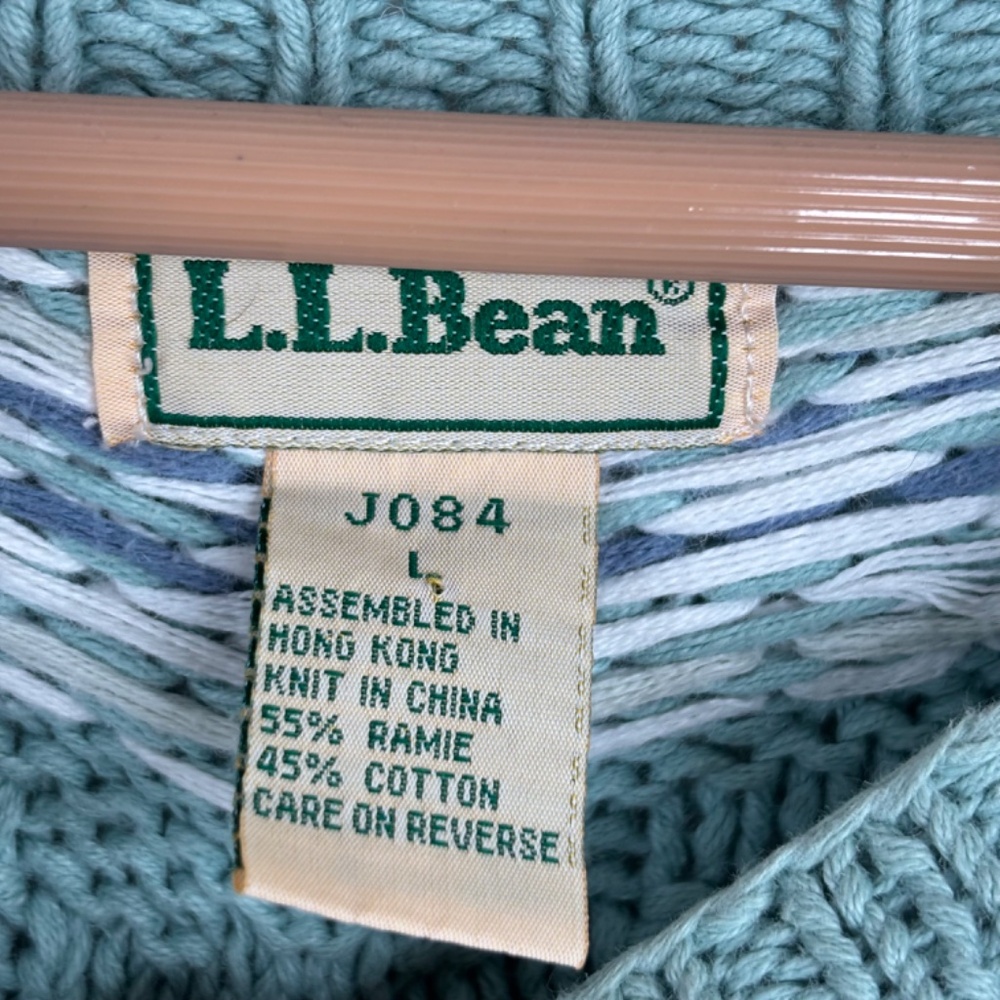 L.L.Bean®
J084
L
ASSEMBLED IN
HONG KONG
KNIT IN CHINA
55% RAMIE
45% COTTON
CARE ON REVERSE